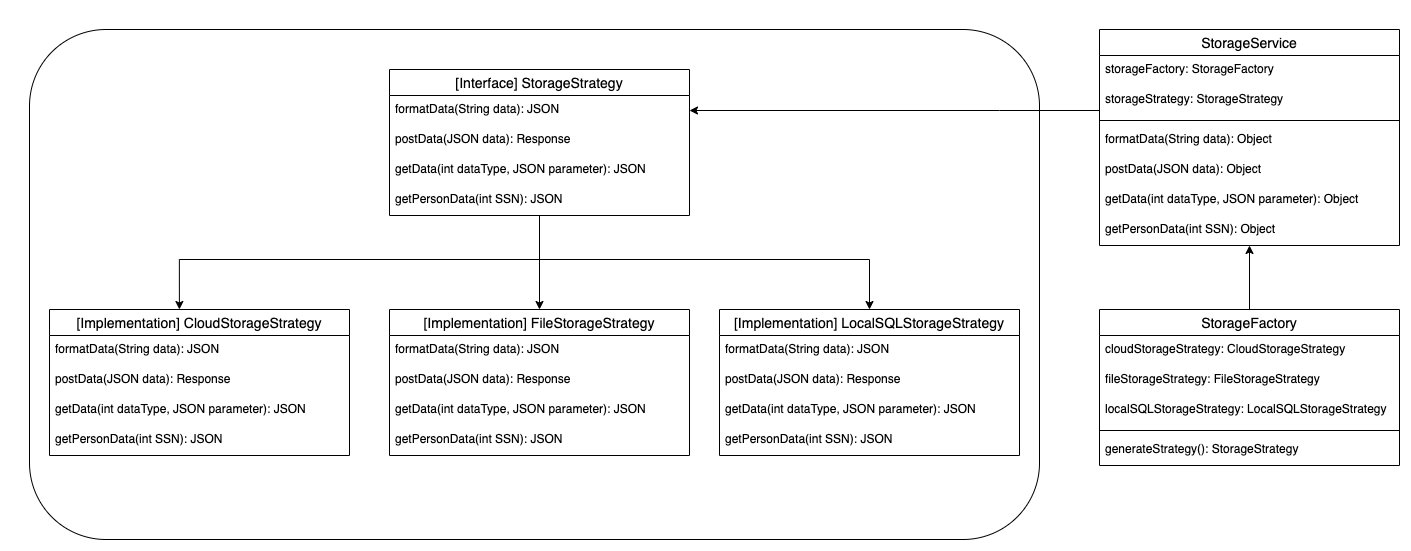 [Interface] StorageStrategy
formatData(String data): JSON
postData(JSON data): Response
getData(int dataType, JSON parameter): JSON
getPersonData(int SSN): JSON
StorageService
storageFactory: StorageFactory
storageStrategy: StorageStrategy
formatData(String data): Object
postData(JSON data): Object
getData(int dataType, JSON parameter): Object
getPersonData(int SSN): Object
[Implementation] CloudStorageStrategy
formatData(String data): JSON
postData(JSON data): Response
getData(int dataType, JSON parameter): JSON
getPersonData(int SSN): JSON
[Implementation] FileStorageStrategy
formatData(String data): JSON
postData(JSON data): Response
getData(int dataType, JSON parameter): JSON
getPersonData(int SSN): JSON
[Implementation] LocalSQLStorageStrategy
formatData(String data): JSON
postData(JSON data): Response
getData(int dataType, JSON parameter): JSON
getPersonData(int SSN): JSON
StorageFactory
cloudStorageStrategy: CloudStorageStrategy
fileStorageStrategy: FileStorageStrategy
localSQLStorageStrategy: LocalSQLStorageStrategy
generateStrategy(): StorageStrategy